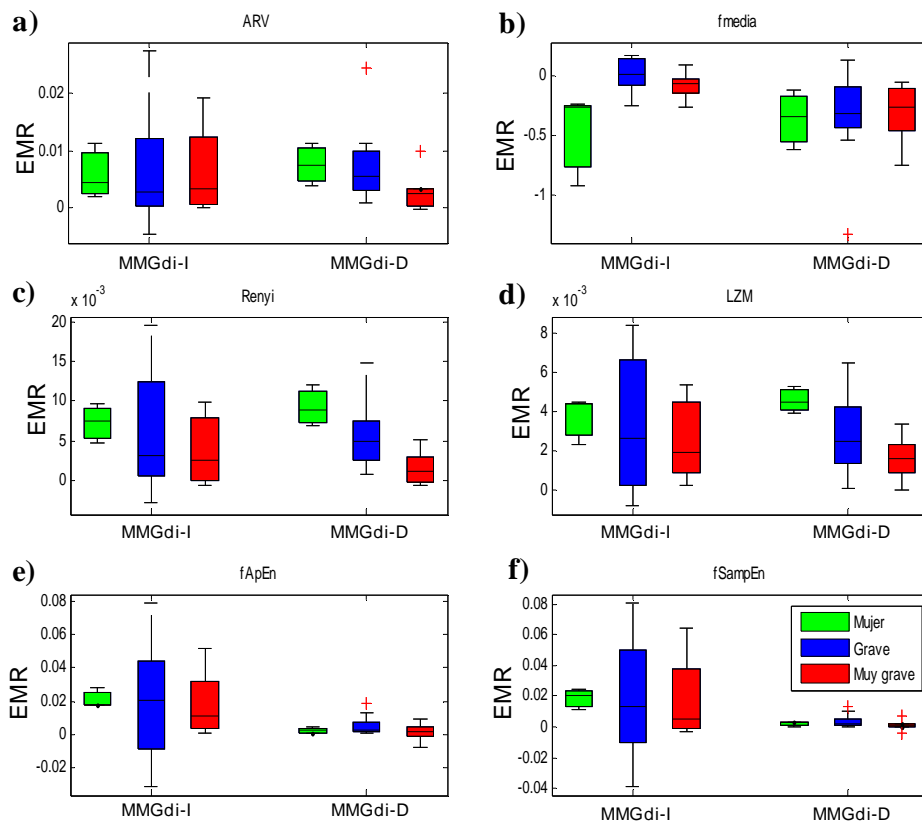 a)
ARV
EMR
0.02
0.01
0
MMGdi-I
MMGdi-D
b)
fmedia
EMR
0
-0.5
-1
MMGdi-I
MMGdi-D
c)
x 10⁻³
Renyi
EMR
20
15
10
5
0
MMGdi-I
MMGdi-D
d)
x 10⁻³
LZM
EMR
8
6
4
2
0
MMGdi-I
MMGdi-D
e)
fApEn
EMR
0.08
0.06
0.04
0.02
0
-0.02
MMGdi-I
MMGdi-D
f)
fSampEn
EMR
0.08
0.06
0.04
0.02
0
-0.02
-0.04
MMGdi-I
MMGdi-D
Mujer
Grave
Muy grave